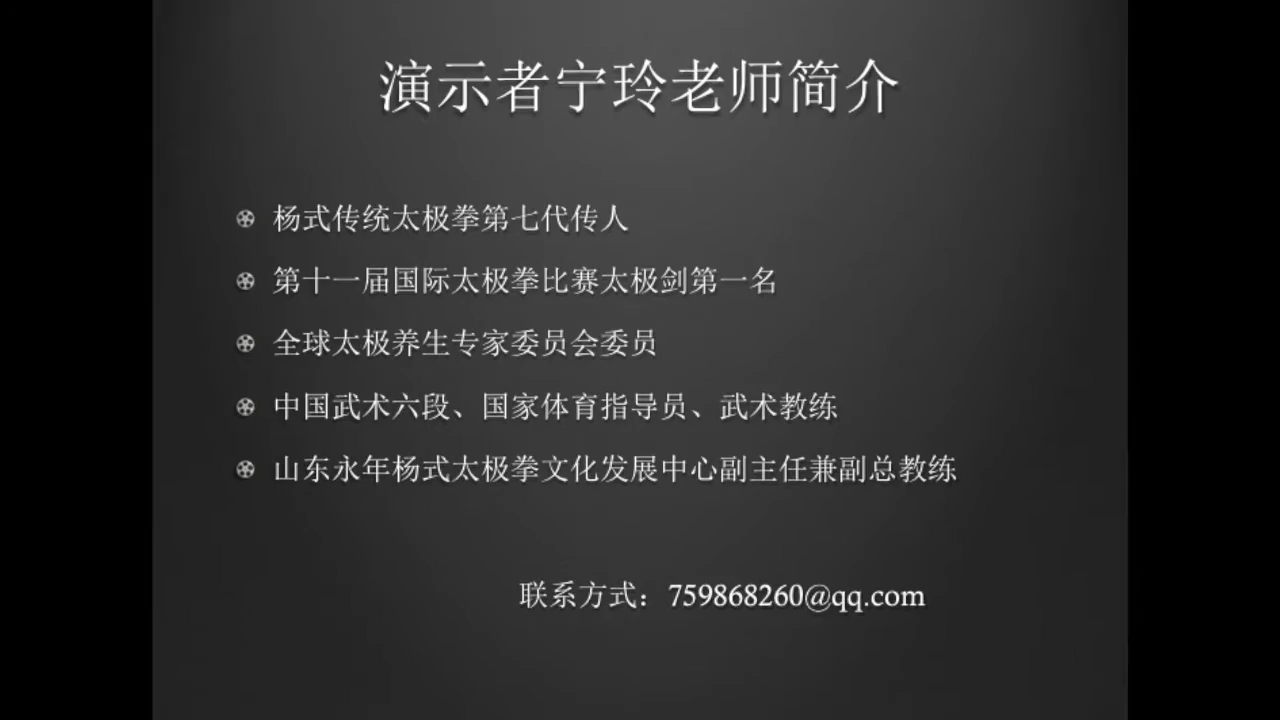 演示者宁玲老师简介
杨式传统太极拳第七代传人
第十一届国际太极拳比赛太极剑第一名
全球太极养生专家委员会委员
中国武术六段、国家体育指导员、武术教练
山东永年杨式太极拳文化发展中心副主任兼副总教练
联系方式：759868260@qq.com